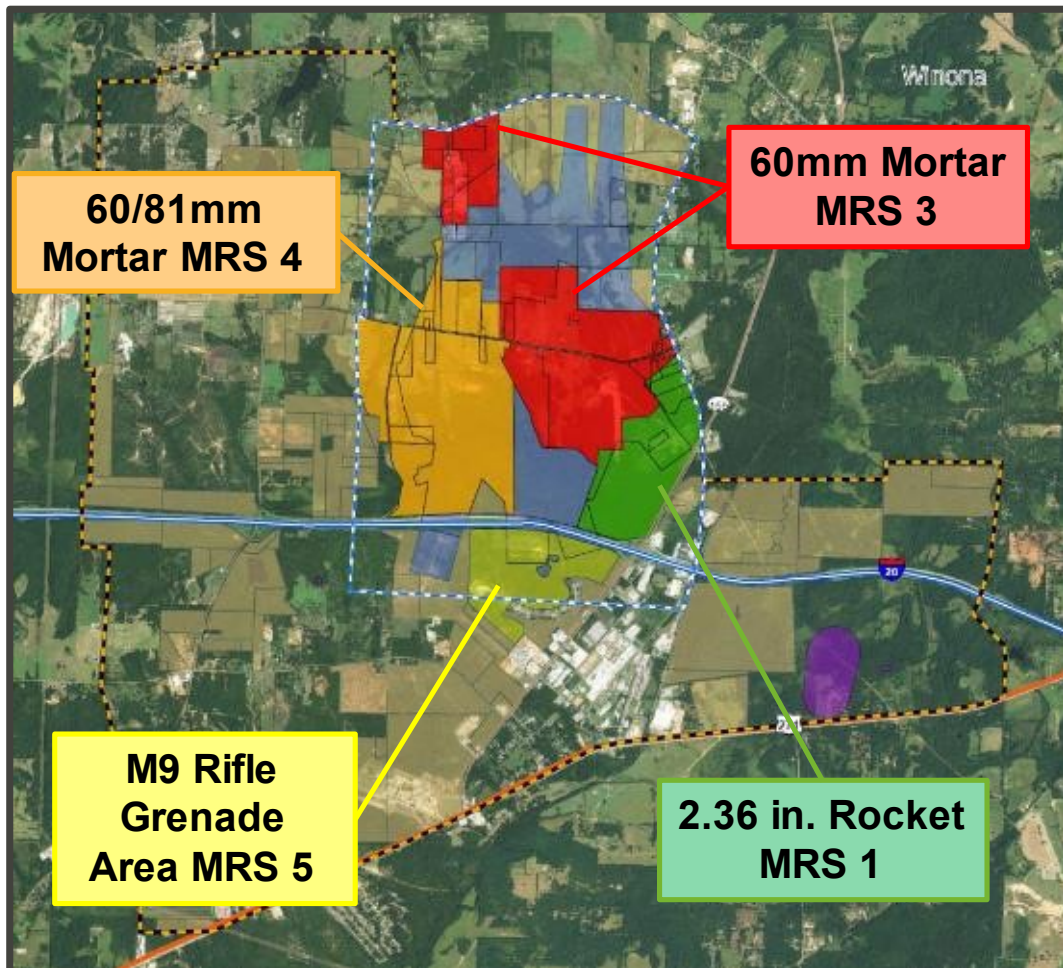 Winona
60mm Mortar
MRS 3
60/81mm
Mortar MRS 4
20
M9 Rifle
Grenade
Area MRS 5
2.36 in. Rocket
MRS 1